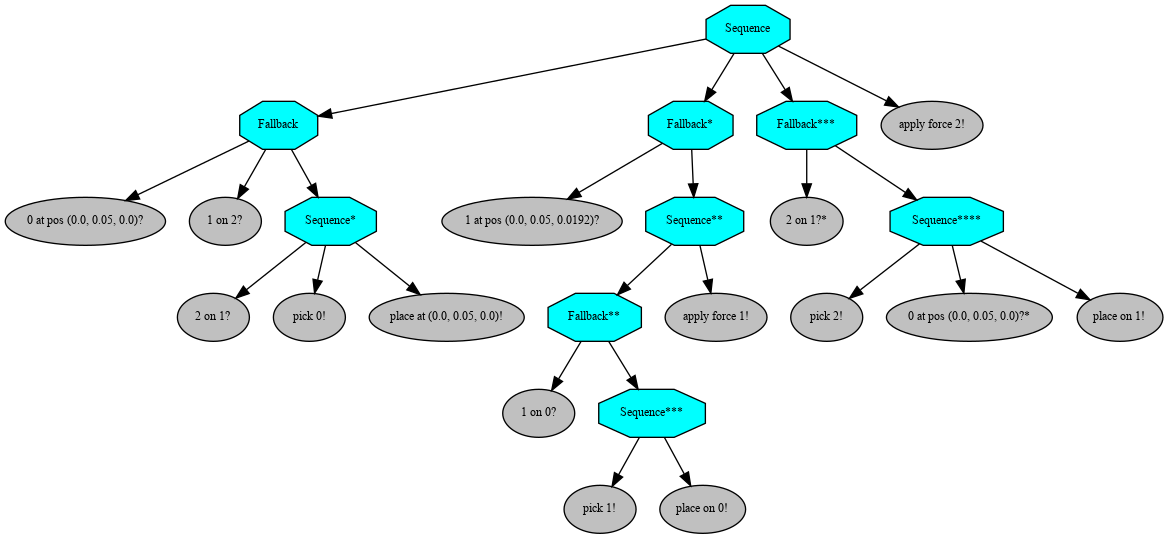 Sequence
Fallback
Fallback*
Fallback***
apply force 2!
0 at pos (0.0, 0.05, 0.0)?
1 on 2?
Sequence*
1 at pos (0.0, 0.05, 0.0192)?
Sequence**
2 on 1?*
Sequence****
2 on 1?
pick 0!
place at (0.0, 0.05, 0.0)!
Fallback**
apply force 1!
pick 2!
0 at pos (0.0, 0.05, 0.0)?*
place on 1!
1 on 0?
Sequence***
pick 1!
place on 0!